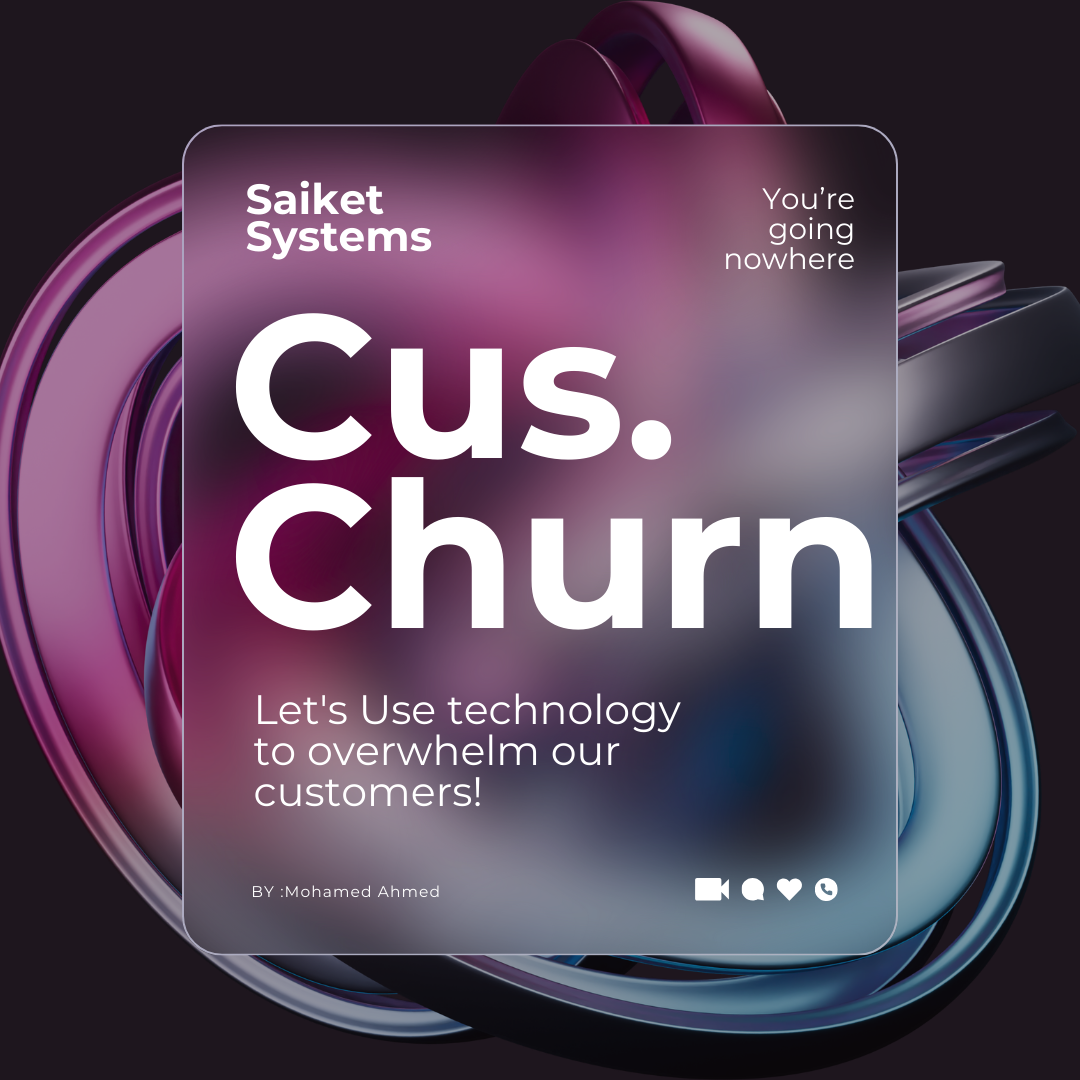 Saiket
Systems
You’re
going
nowhere
Cus.
Churn
Let's Use technology
to overwhelm our
customers!
BY :Mohamed Ahmed